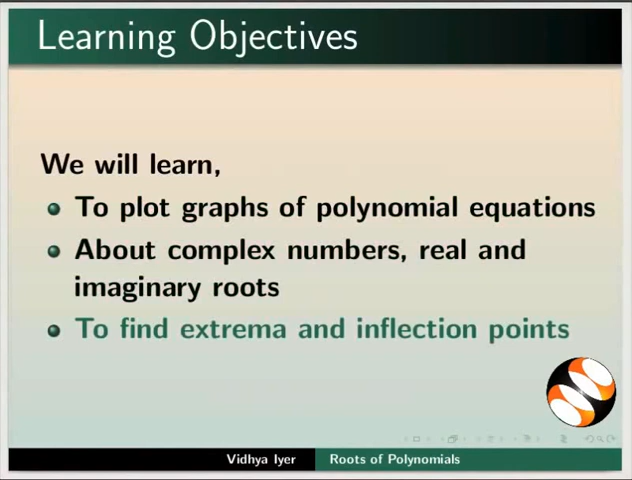 Learning Objectives
We will learn,
To plot graphs of polynomial equations
About complex numbers, real and
imaginary roots
To find extrema and inflection points
Vidhya Iyer
Roots of Polynomials